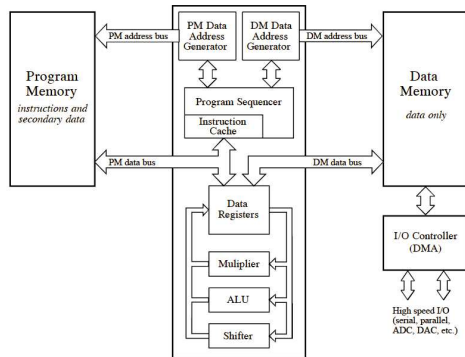 PM address bus
PM Data
Address
Generator
DM Data
Address
Generator
DM address bus
Program
Memory
instructions and
secondary data
Program Sequencer
Instruction
Cache
Data
Memory
data only
PM data bus
DM data bus
Data
Registers
Muliplier
ALU
Shifter
I/O Controller
(DMA)
High speed I/O
(serial, parallel,
ADC, DAC, etc.)